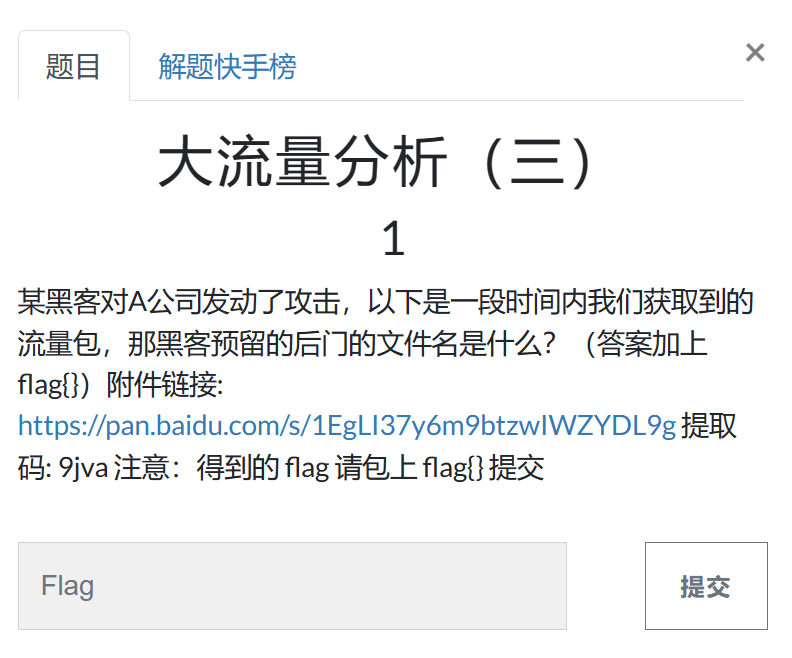 题目 解题快手榜 ×
大流量分析（三）
1
某黑客对A公司发动了攻击，以下是一段时间内我们获取到的
流量包，那黑客预留的后门的文件名是什么？（答案加上
flag{}）附件链接:
https://pan.baidu.com/s/1EgLI37y6m9btzwIWZYDL9g 提取
码: 9jva 注意：得到的 flag 请包上 flag{} 提交
Flag 提交